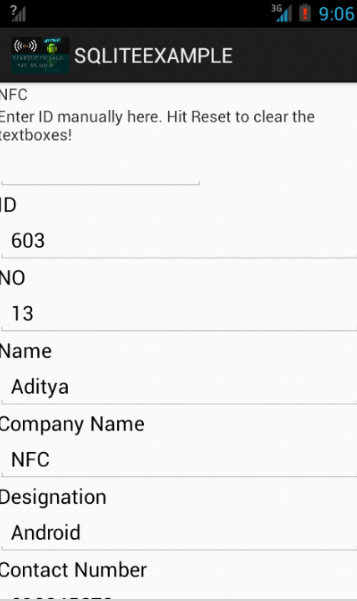 3G 9:06
SQLITEEXAMPLE
NFC
Enter ID manually here. Hit Reset to clear the
textboxes!
ID
603
NO
13
Name
Aditya
Company Name
NFC
Designation
Android
Contact Number